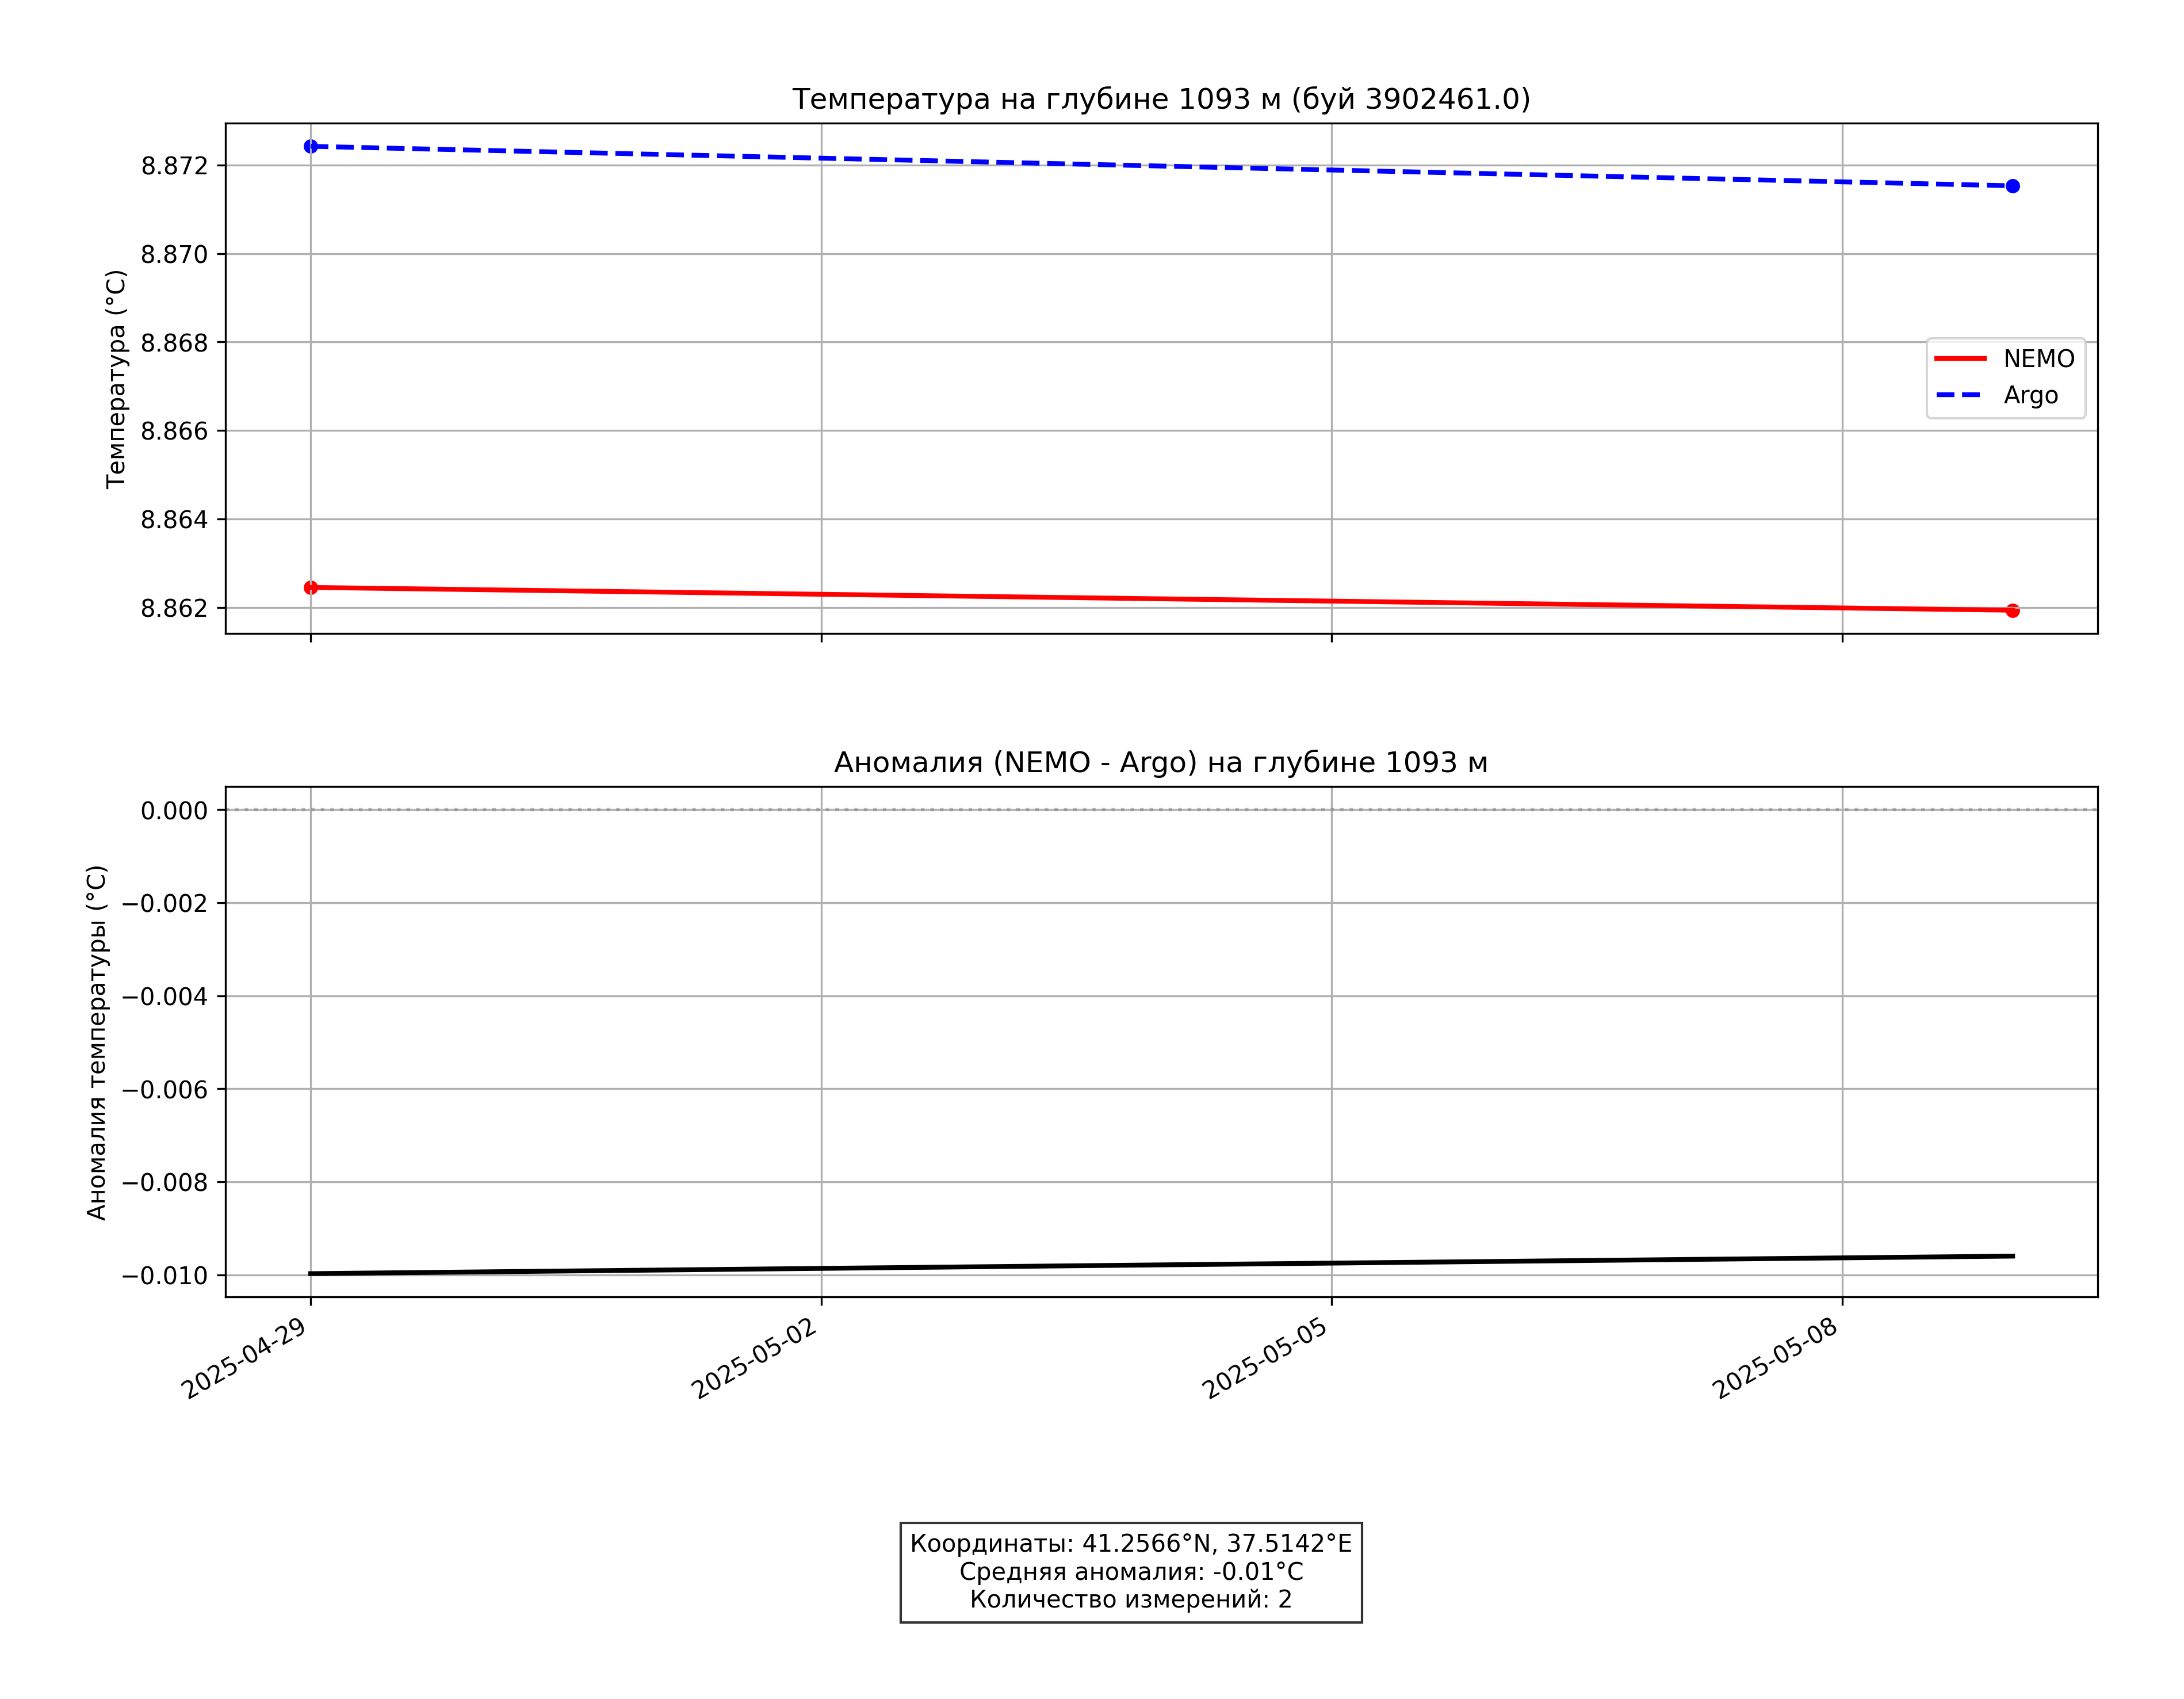 Температура на глубине 1093 м (буй 3902461.0)
Температура (°C)
8.872
8.870
8.868
8.866
8.864
8.862
NEMO
Argo
Аномалия (NEMO - Argo) на глубине 1093 м
Аномалия температуры (°C)
0.000
−0.002
−0.004
−0.006
−0.008
−0.010
2025-04-29
2025-05-02
2025-05-05
2025-05-08
Координаты: 41.2566°N, 37.5142°E
Средняя аномалия: -0.01°C
Количество измерений: 2